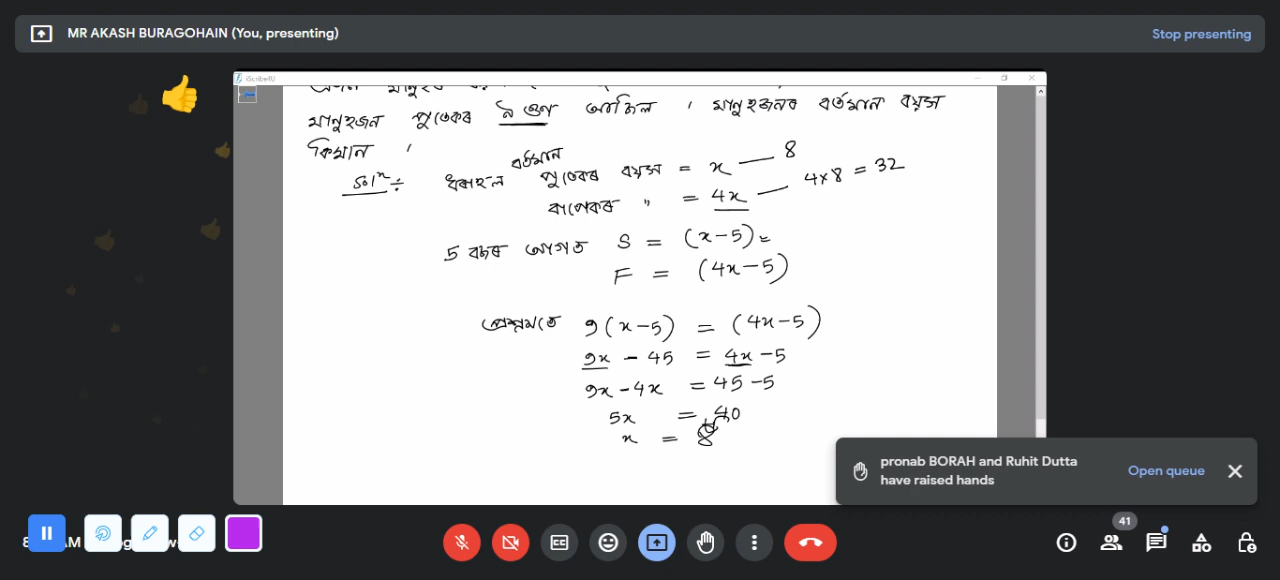 MR AKASH BURAGOHAIN (You, presenting)
Stop presenting
iScribe4U
মানুহজন পুতেকৰ ৯ গুণ আছিল । মানুহজনৰ বৰ্তমান বয়স
কিমান ।
বৰ্তমান
Solⁿ ÷ ধৰাহল পুতেকৰ বয়স = x — 8
বাপেকৰ " = 4x — 4x8 = 32
5 বছৰ আগত S = (x-5) =
F = (4x-5)
প্ৰশ্নমতে 9(x-5) = (4x-5)
9x - 45 = 4x-5
9x-4x = 45-5
5x = 40
x = 8
pronab BORAH and Ruhit Dutta
have raised hands
Open queue
41